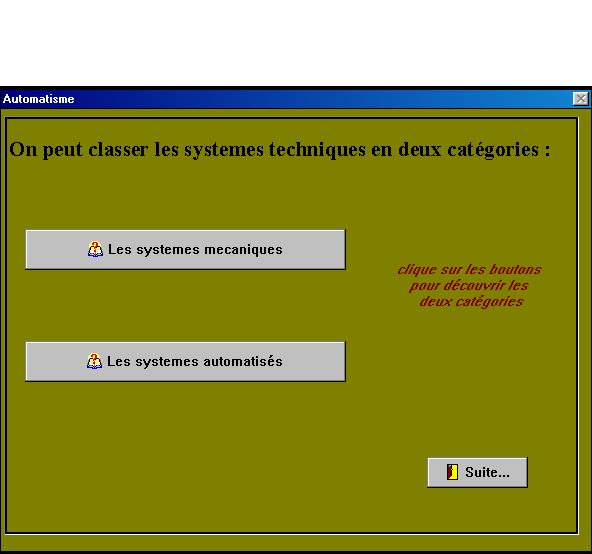 Automatisme
On peut classer les systemes techniques en deux catégories :
Les systemes mecaniques
clique sur les boutons
pour découvrir les
deux catégories
Les systemes automatisés
Suite...